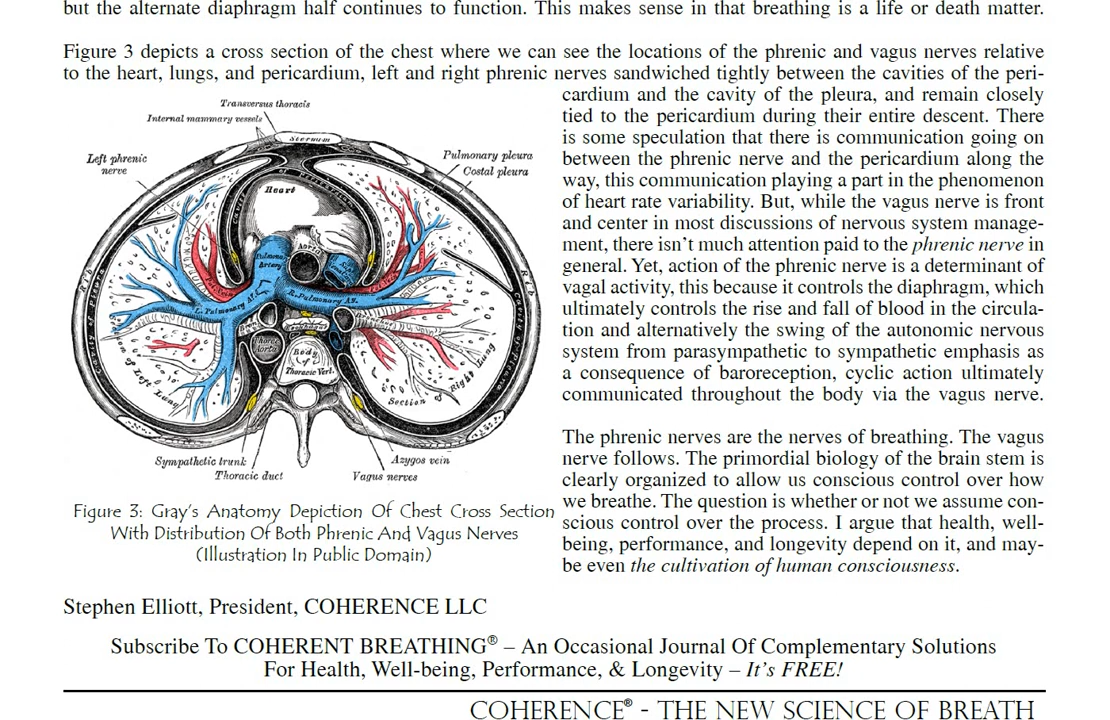 but the alternate diaphragm half continues to function. This makes sense in that breathing is a life or death matter.
Figure 3 depicts a cross section of the chest where we can see the locations of the phrenic and vagus nerves relative
to the heart, lungs, and pericardium, left and right phrenic nerves sandwiched tightly between the cavities of the peri-
cardium and the cavity of the pleura, and remain closely
tied to the pericardium during their entire descent. There
is some speculation that there is communication going on
between the phrenic nerve and the pericardium along the
way, this communication playing a part in the phenomenon
of heart rate variability. But, while the vagus nerve is front
and center in most discussions of nervous system manage-
ment, there isn't much attention paid to the phrenic nerve in
general. Yet, action of the phrenic nerve is a determinant of
vagal activity, this because it controls the diaphragm, which
ultimately controls the rise and fall of blood in the circula-
tion and alternatively the swing of the autonomic nervous
system from parasympathetic to sympathetic emphasis as
a consequence of baroreception, cyclic action ultimately
communicated throughout the body via the vagus nerve.
The phrenic nerves are the nerves of breathing. The vagus
nerve follows. The primordial biology of the brain stem is
clearly organized to allow us conscious control over how
we breathe. The question is whether or not we assume con-
scious control over the process. I argue that health, well-
being, performance, and longevity depend on it, and may-
be even the cultivation of human consciousness.
Transversus thoracis
Internal mammary vessels
Sternum
Left phrenic
nerve
Pulmonary pleura
Costal pleura
Heart
Aorta
Artery
L. Pulmonary
R. Pulmonary
Rib
Rib
Body
of
Thoracic Vert.
Section of Right Lung
of Left Lung
Sympathetic trunk
Thoracic duct
Azygos vein
Vagus nerves
Figure 3: Gray's Anatomy Depiction Of Chest Cross Section
With Distribution Of Both Phrenic And Vagus Nerves
(Illustration In Public Domain)
Stephen Elliott, President, COHERENCE LLC
Subscribe To COHERENT BREATHING® – An Occasional Journal Of Complementary Solutions
For Health, Well-being, Performance, & Longevity – It's FREE!
COHERENCE® - THE NEW SCIENCE OF BREATH